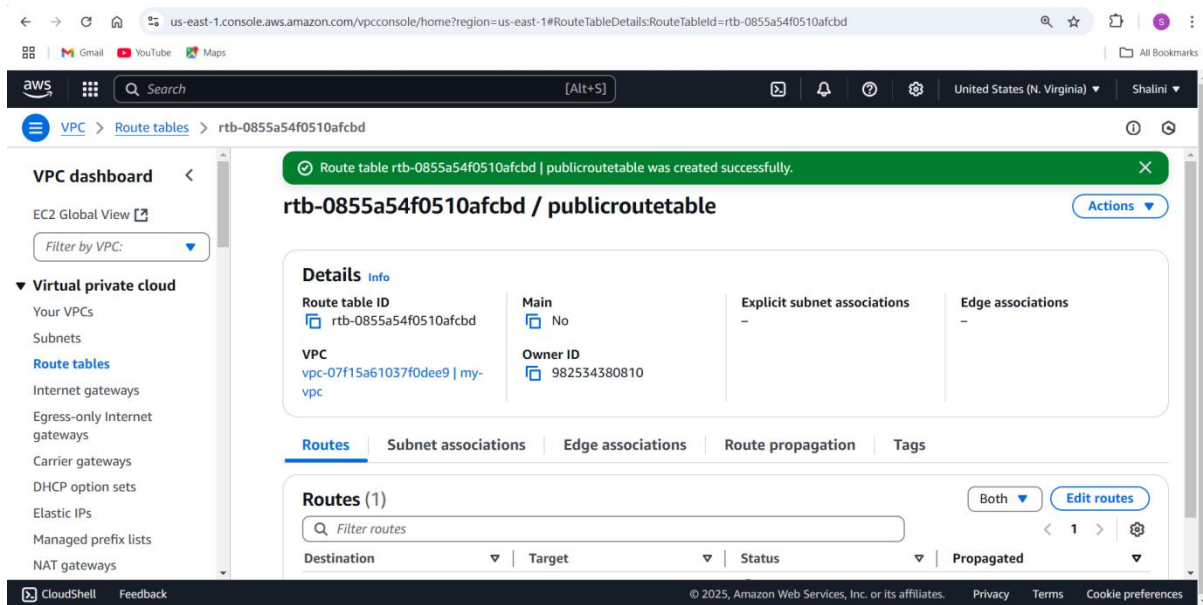 us-east-1.console.aws.amazon.com/vpcconsole/home?region=us-east-1#RouteTableDetails:RouteTableId=rtb-0855a54f0510afcbd
S
Gmail YouTube Maps All Bookmarks
aws Search [Alt+S] United States (N. Virginia) Shalini
VPC > Route tables > rtb-0855a54f0510afcbd
Route table rtb-0855a54f0510afcbd | publicroutetable was created successfully.
VPC dashboard
EC2 Global View
Filter by VPC:
Virtual private cloud
Your VPCs
Subnets
Route tables
Internet gateways
Egress-only Internet
gateways
Carrier gateways
DHCP option sets
Elastic IPs
Managed prefix lists
NAT gateways
rtb-0855a54f0510afcbd / publicroutetable
Actions
Details Info
Route table ID
rtb-0855a54f0510afcbd
Main
No
Explicit subnet associations
–
Edge associations
–
VPC
vpc-07f15a61037f0dee9 | my-
vpc
Owner ID
982534380810
Routes Subnet associations Edge associations Route propagation Tags
Routes (1)
Both Edit routes
Filter routes
< 1 >
Destination Target Status Propagated
CloudShell Feedback © 2025, Amazon Web Services, Inc. or its affiliates. Privacy Terms Cookie preferences